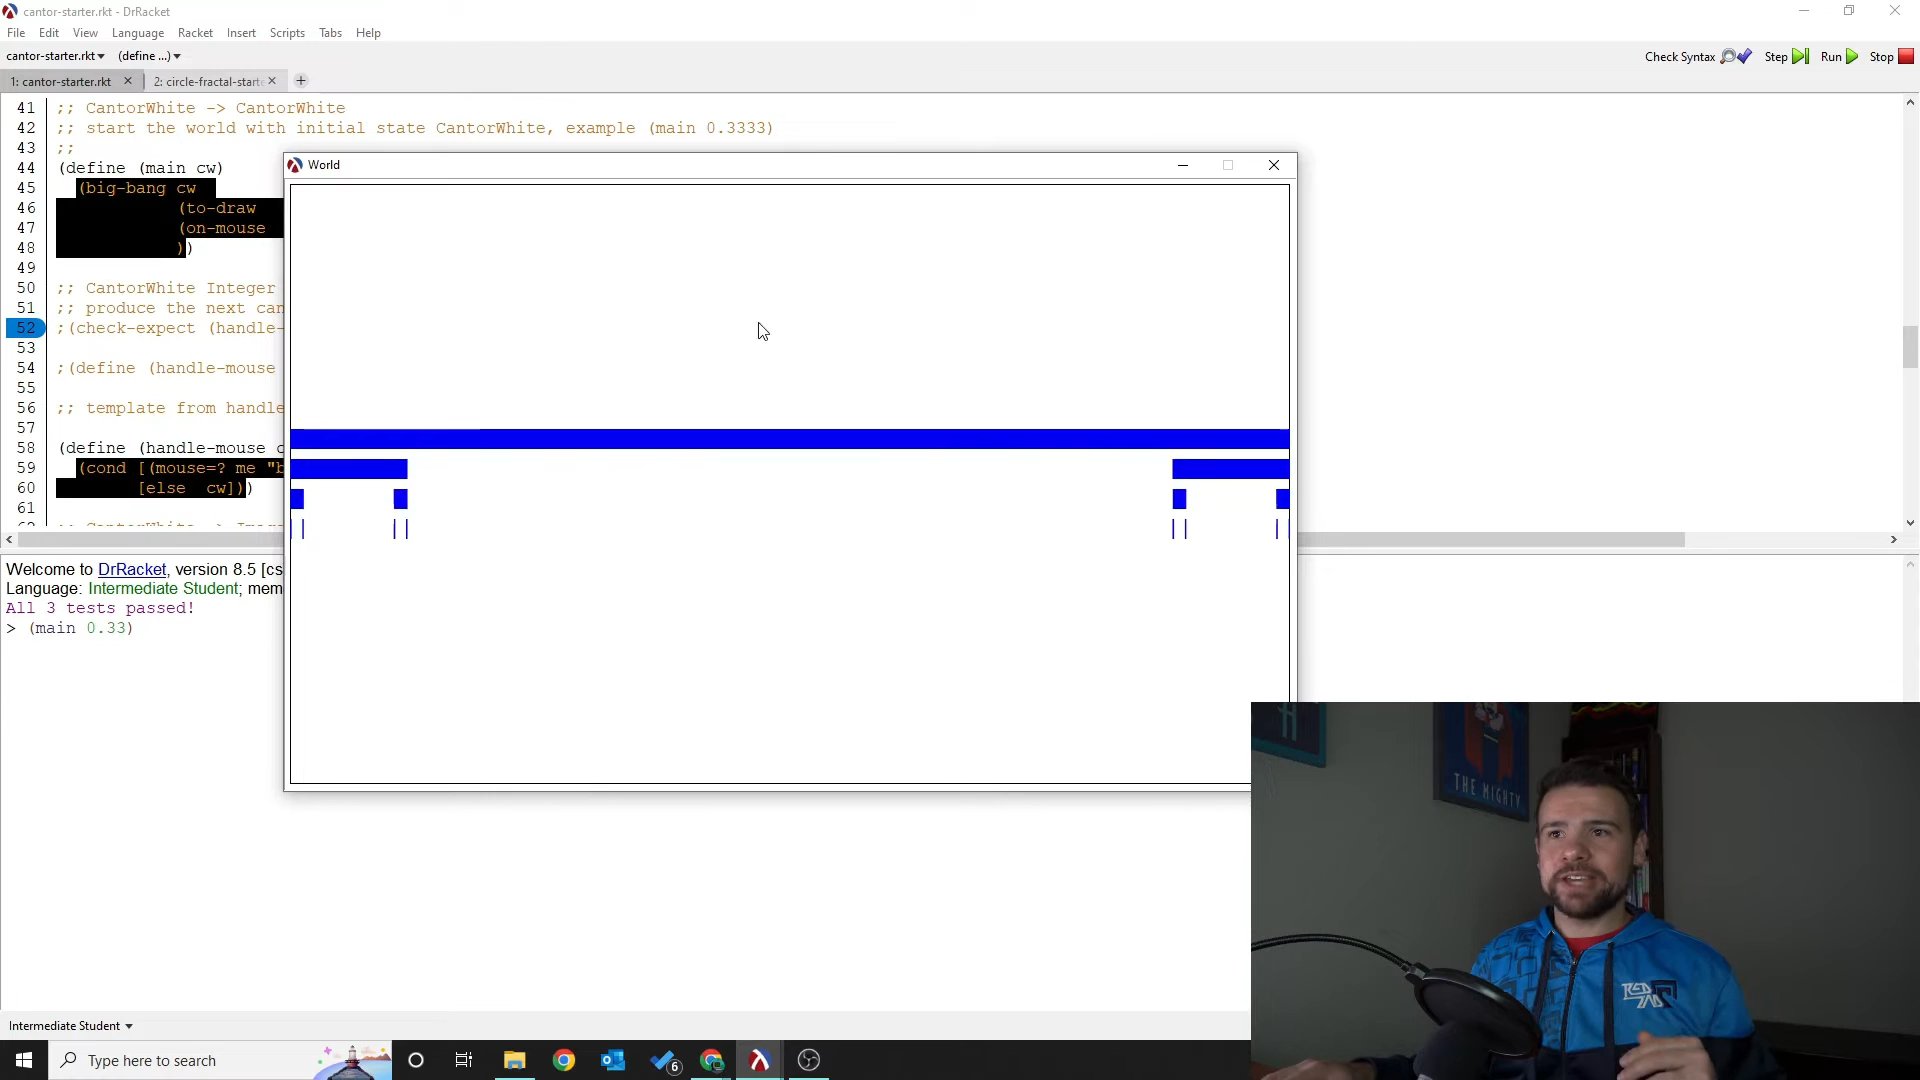 cantor-starter.rkt - DrRacket
File Edit View Language Racket Insert Scripts Tabs Help
cantor-starter.rkt (define ...) Check Syntax Step Run Stop
1: cantor-starter.rkt 2: circle-fractal-starte
41 ;; CantorWhite -> CantorWhite
42 ;; start the world with initial state CantorWhite, example (main 0.3333)
43 ;;
World
44 (define (main cw)
45 (big-bang cw
46 (to-draw
47 (on-mouse
48 ))
49
50 ;; CantorWhite Integer
51 ;; produce the next can
52 ;(check-expect (handle-
53
54 ;(define (handle-mouse
55
56 ;; template from handle
57
58 (define (handle-mouse c
59 (cond [(mouse=? me "b
60 [else cw]))
61
Welcome to DrRacket, version 8.5 [cs
Language: Intermediate Student; mem
All 3 tests passed!
> (main 0.33)
THE MIGHTY
Intermediate Student
Type here to search
6